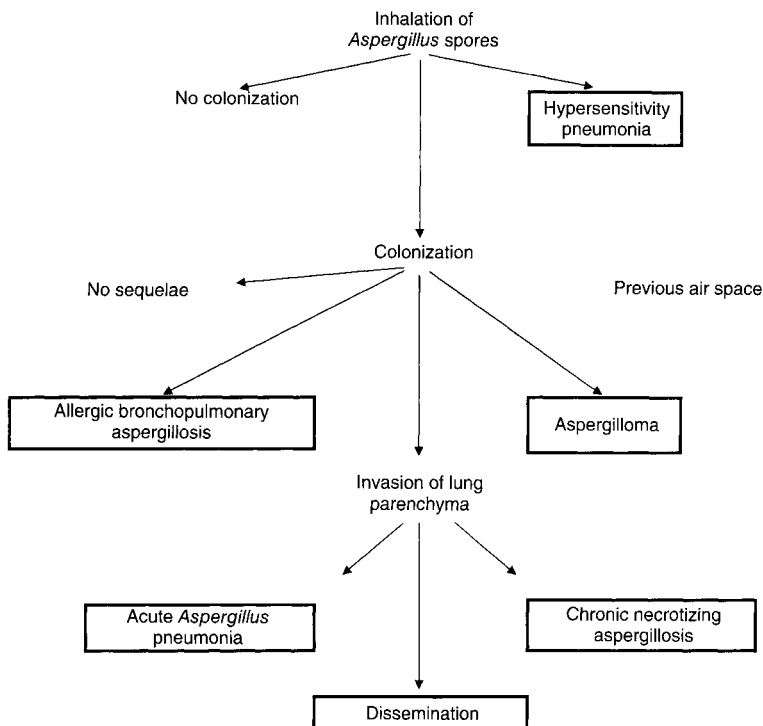 Inhalation of
Aspergillus spores
No colonization
Hypersensitivity
pneumonia
Colonization
No sequelae
Previous air space
Allergic bronchopulmonary
aspergillosis
Aspergilloma
Invasion of lung
parenchyma
Acute Aspergillus
pneumonia
Chronic necrotizing
aspergillosis
Dissemination